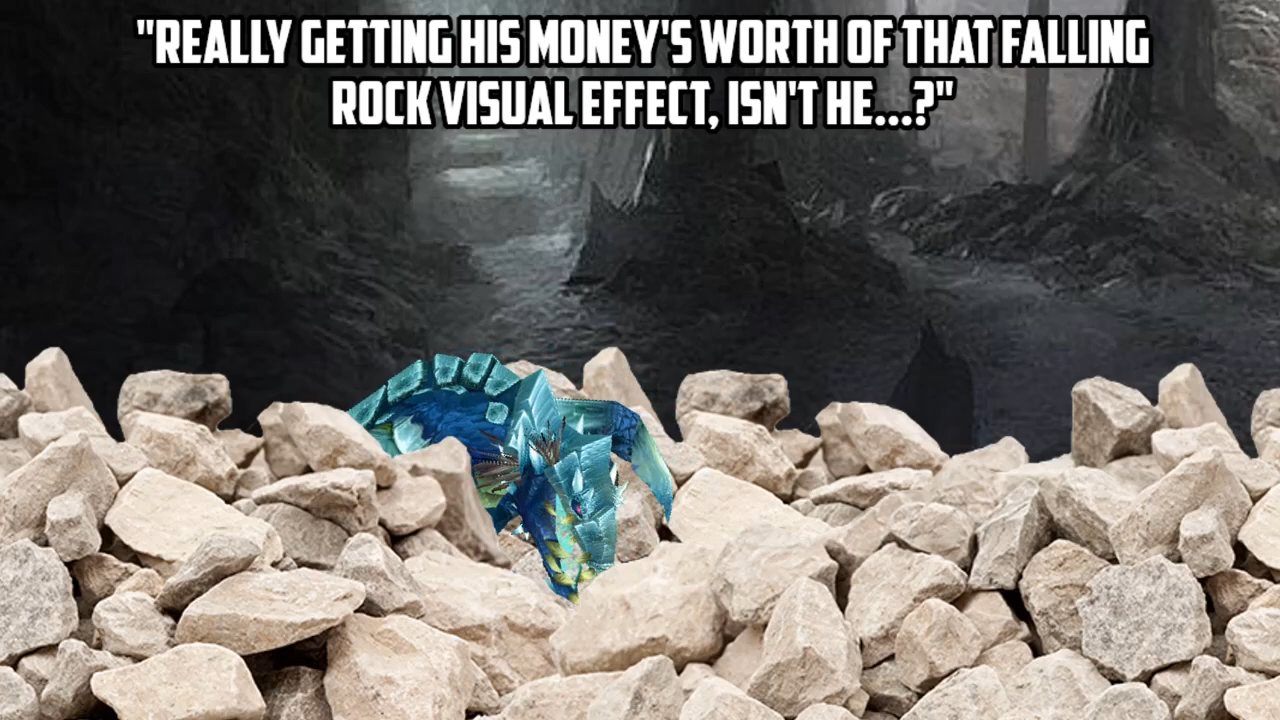 "REALLY GETTING HIS MONEY'S WORTH OF THAT FALLING
ROCK VISUAL EFFECT, ISN'T HE...?"